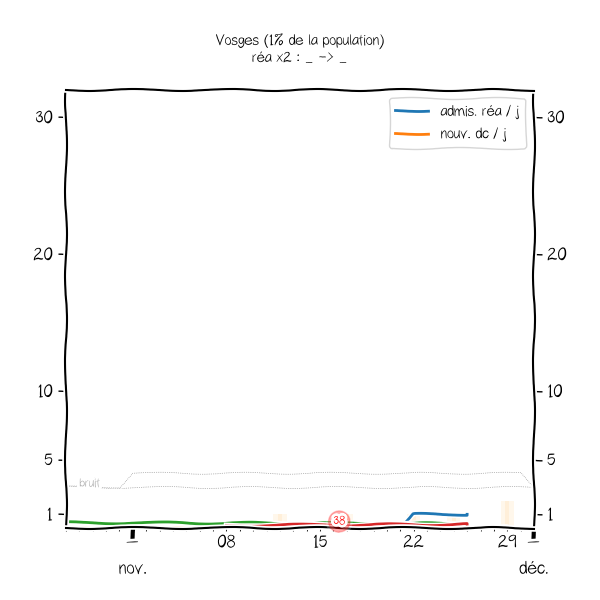 Vosges (1% de la population)
réa x2 : _ -> _
admis. réa / j
nouv. dc / j
30
30
20
20
10
10
5
5
bruit
1
1
38
08
15
22
29
nov.
déc.